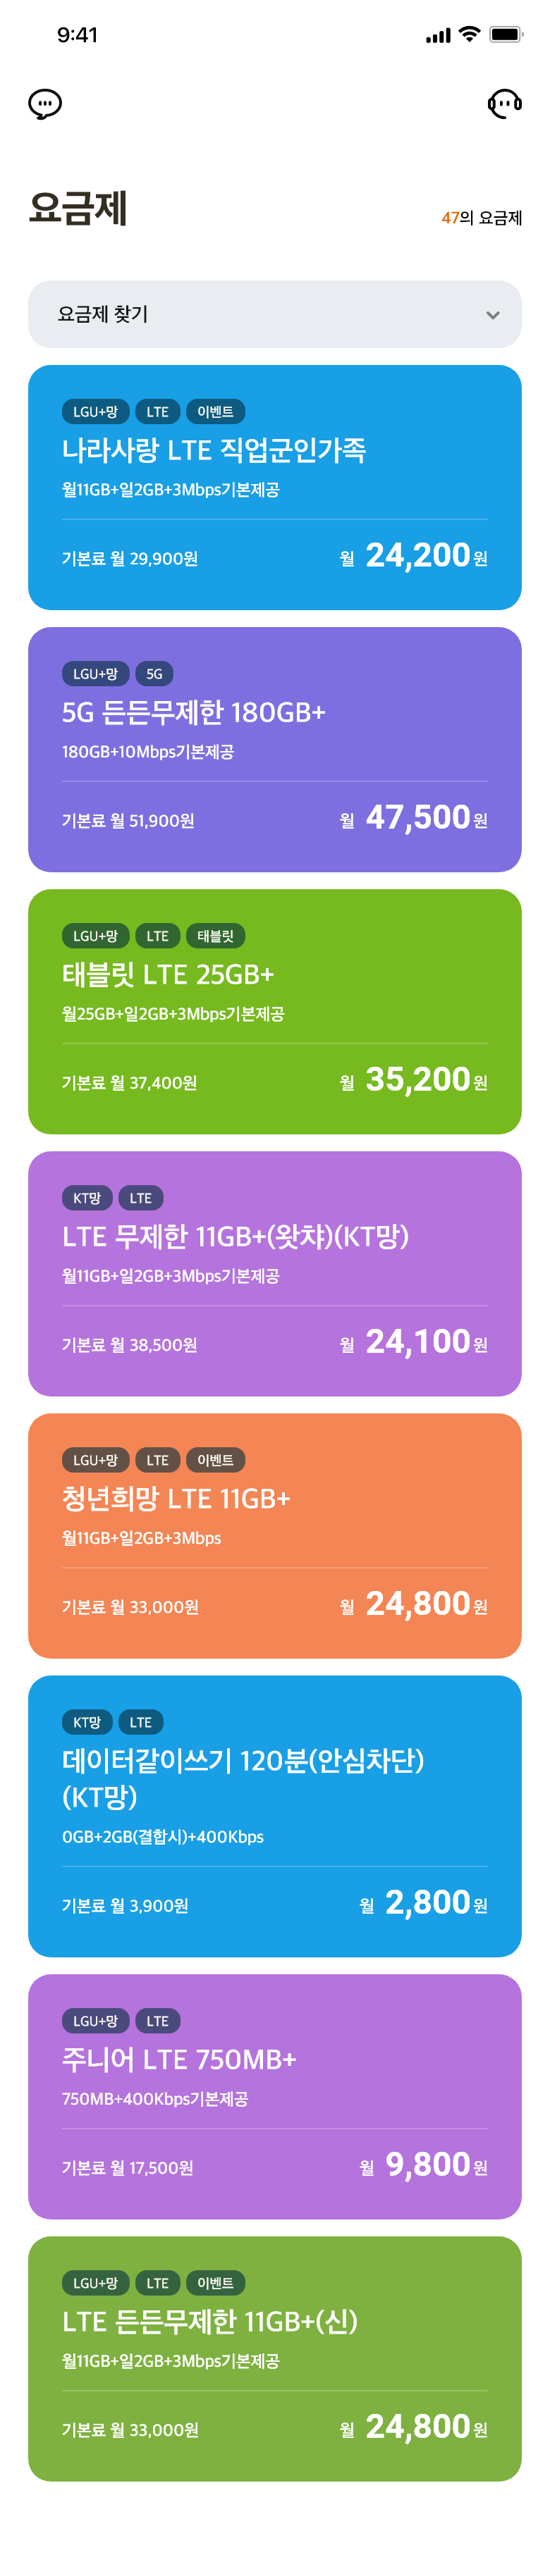 9:41
요금제
47의 요금제
요금제 찾기
LGU+망 LTE 이벤트
나라사랑 LTE 직업군인가족
월11GB+일2GB+3Mbps기본제공
기본료 월 29,900원 월 24,200원
LGU+망 5G
5G 든든무제한 180GB+
180GB+10Mbps기본제공
기본료 월 51,900원 월 47,500원
LGU+망 LTE 태블릿
태블릿 LTE 25GB+
월25GB+일2GB+3Mbps기본제공
기본료 월 37,400원 월 35,200원
KT망 LTE
LTE 무제한 11GB+(왓챠)(KT망)
월11GB+일2GB+3Mbps기본제공
기본료 월 38,500원 월 24,100원
LGU+망 LTE 이벤트
청년희망 LTE 11GB+
월11GB+일2GB+3Mbps
기본료 월 33,000원 월 24,800원
KT망 LTE
데이터같이쓰기 120분(안심차단)
(KT망)
0GB+2GB(결합시)+400Kbps
기본료 월 3,900원 월 2,800원
LGU+망 LTE
주니어 LTE 750MB+
750MB+400Kbps기본제공
기본료 월 17,500원 월 9,800원
LGU+망 LTE 이벤트
LTE 든든무제한 11GB+(신)
월11GB+일2GB+3Mbps기본제공
기본료 월 33,000원 월 24,800원